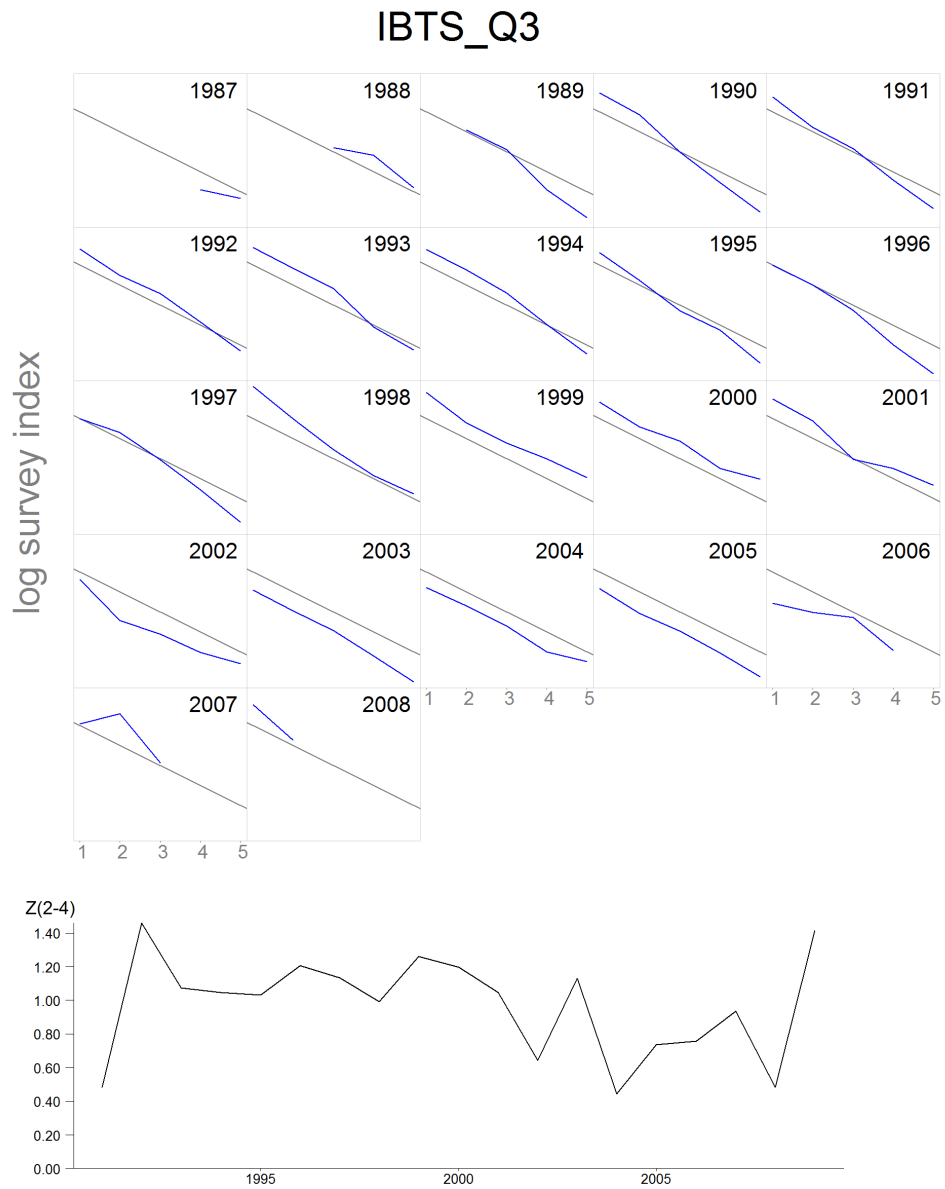 IBTS_Q3
1987 1988 1989 1990 1991
1992 1993 1994 1995 1996
log survey index
1997 1998 1999 2000 2001
2002 2003 2004 2005 2006
1 2 3 4 5 1 2 3 4 5
2007 2008
1 2 3 4 5
Z(2-4)
1.40
1.20
1.00
0.80
0.60
0.40
0.20
0.00
1995 2000 2005